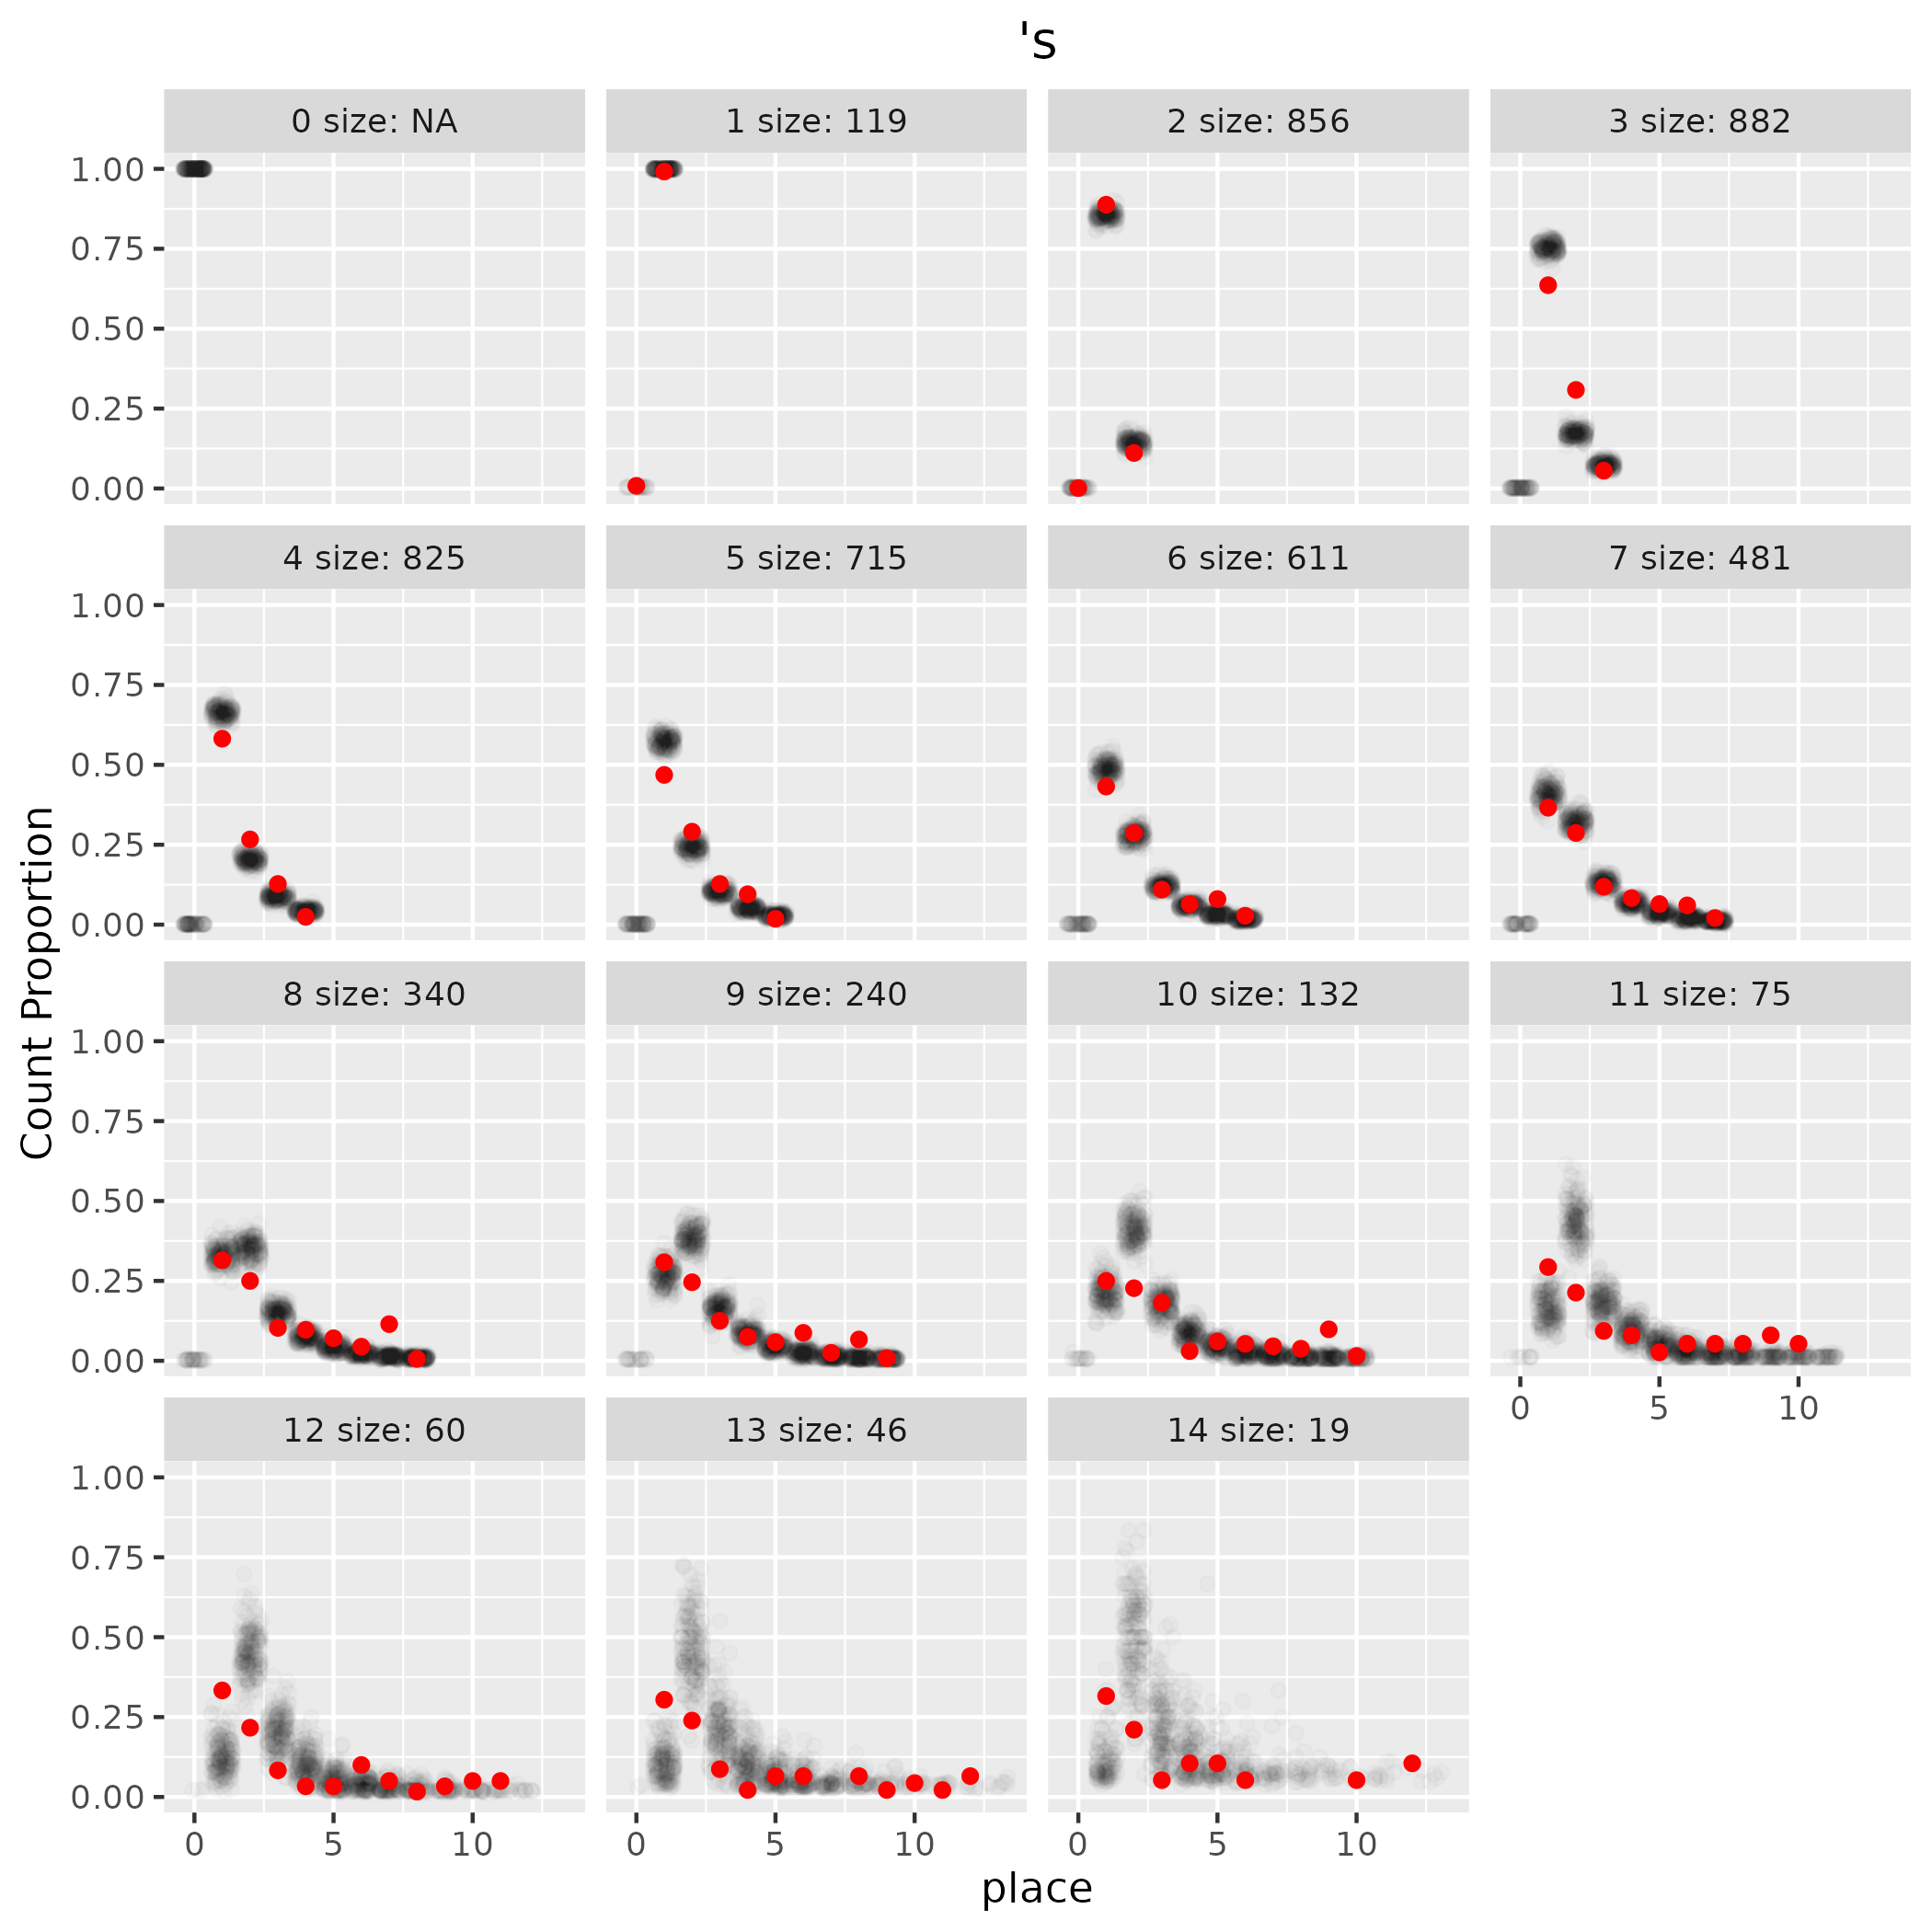 's
0 size: NA
1 size: 119
2 size: 856
3 size: 882
1.00
0.75
0.50
0.25
0.00
4 size: 825
5 size: 715
6 size: 611
7 size: 481
1.00
0.75
0.50
0.25
0.00
Count Proportion
8 size: 340
9 size: 240
10 size: 132
11 size: 75
1.00
0.75
0.50
0.25
0.00
0 5 10
12 size: 60
13 size: 46
14 size: 19
1.00
0.75
0.50
0.25
0.00
0 5 10
0 5 10
0 5 10
place